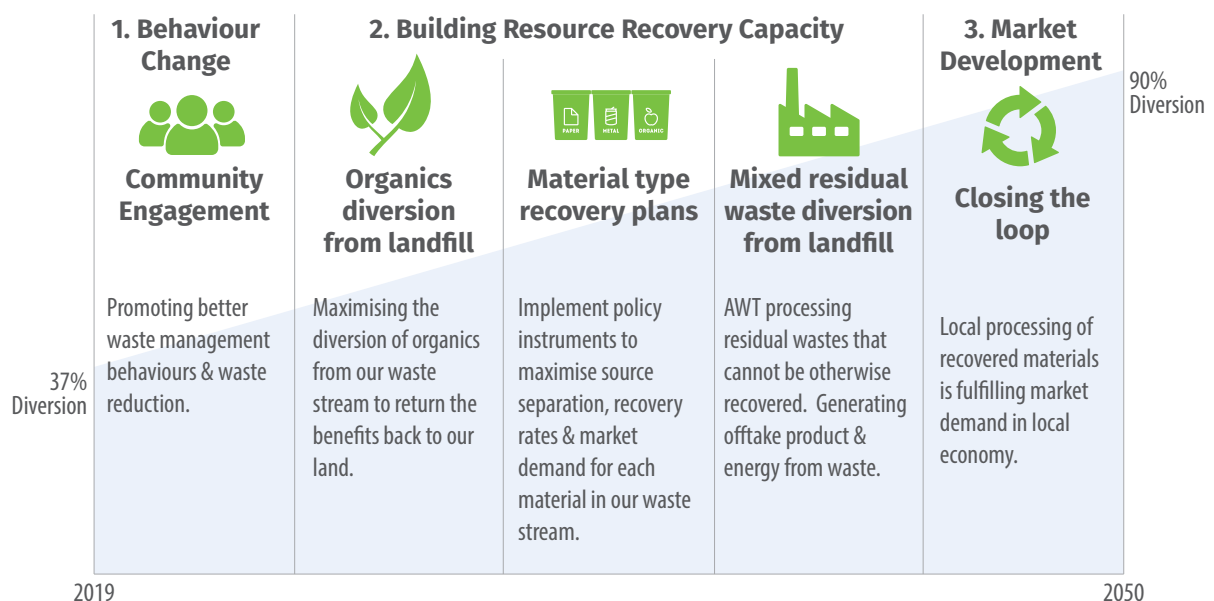 1. Behaviour
Change
2. Building Resource Recovery Capacity
3. Market
Development
37%
Diversion
90%
Diversion
Community
Engagement
Promoting better
waste management
behaviours & waste
reduction.
Organics
diversion
from landfill
Maximising the
diversion of organics
from our waste
stream to return the
benefits back to our
land.
PAPER
METAL
ORGANIC
Material type
recovery plans
Implement policy
instruments to
maximise source
separation, recovery
rates & market
demand for each
material in our waste
stream.
Mixed residual
waste diversion
from landfill
AWT processing
residual wastes that
cannot be otherwise
recovered. Generating
offtake product &
energy from waste.
Closing the
loop
Local processing of
recovered materials
is fulfilling market
demand in local
economy.
2019
2050